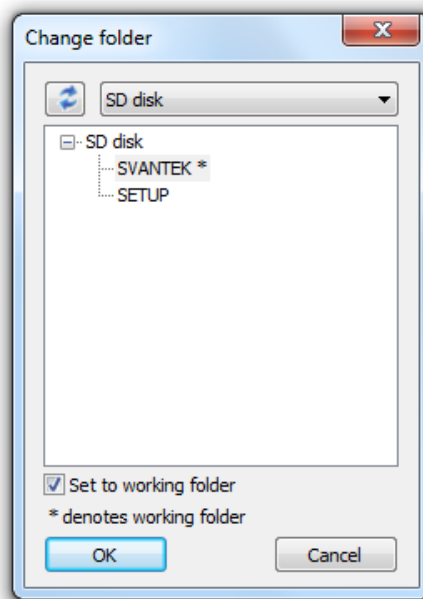 Change folder
SD disk
SD disk
SVANTEK *
SETUP
Set to working folder
* denotes working folder
OK
Cancel